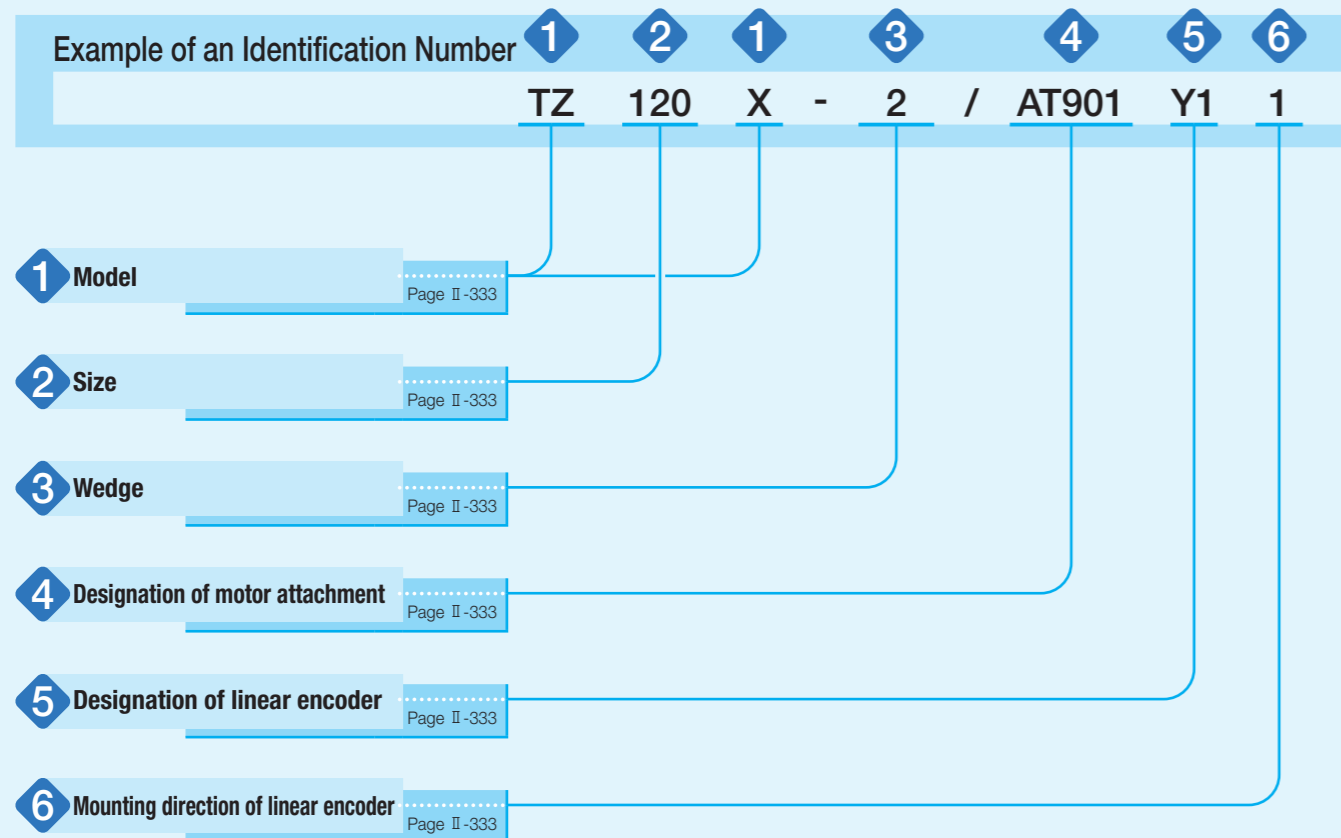 Example of an Identification Number 1 2 1 3 4 5 6
TZ 120 X - 2 / AT901 Y1 1
1 Model
Page Ⅱ-333
2 Size
Page Ⅱ-333
3 Wedge
Page Ⅱ-333
4 Designation of motor attachment
Page Ⅱ-333
5 Designation of linear encoder
Page Ⅱ-333
6 Mounting direction of linear encoder
Page Ⅱ-333